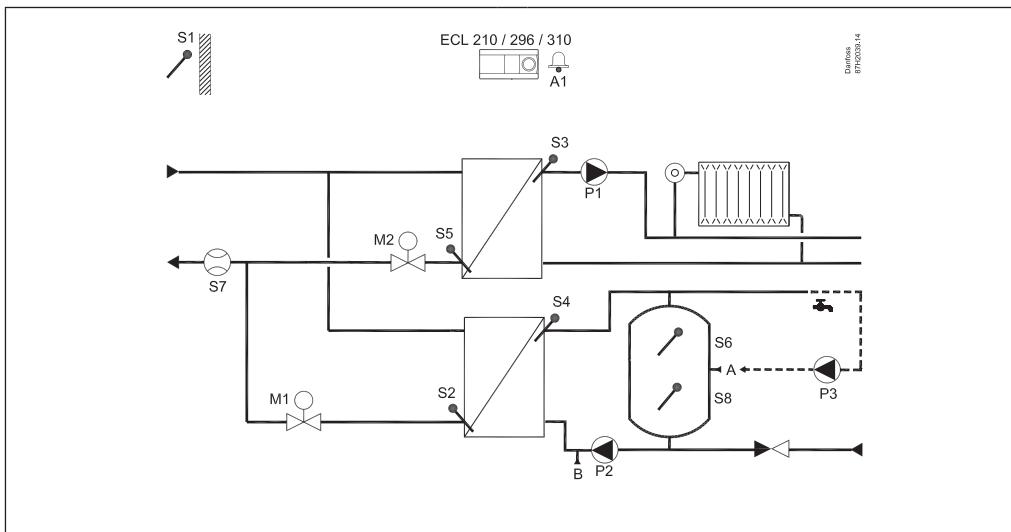 S1
ECL 210 / 296 / 310
A1
Danfoss
87H2039.14
S3
P1
M2
S5
S7
S4
S6
A
S8
P3
M1
S2
B
P2